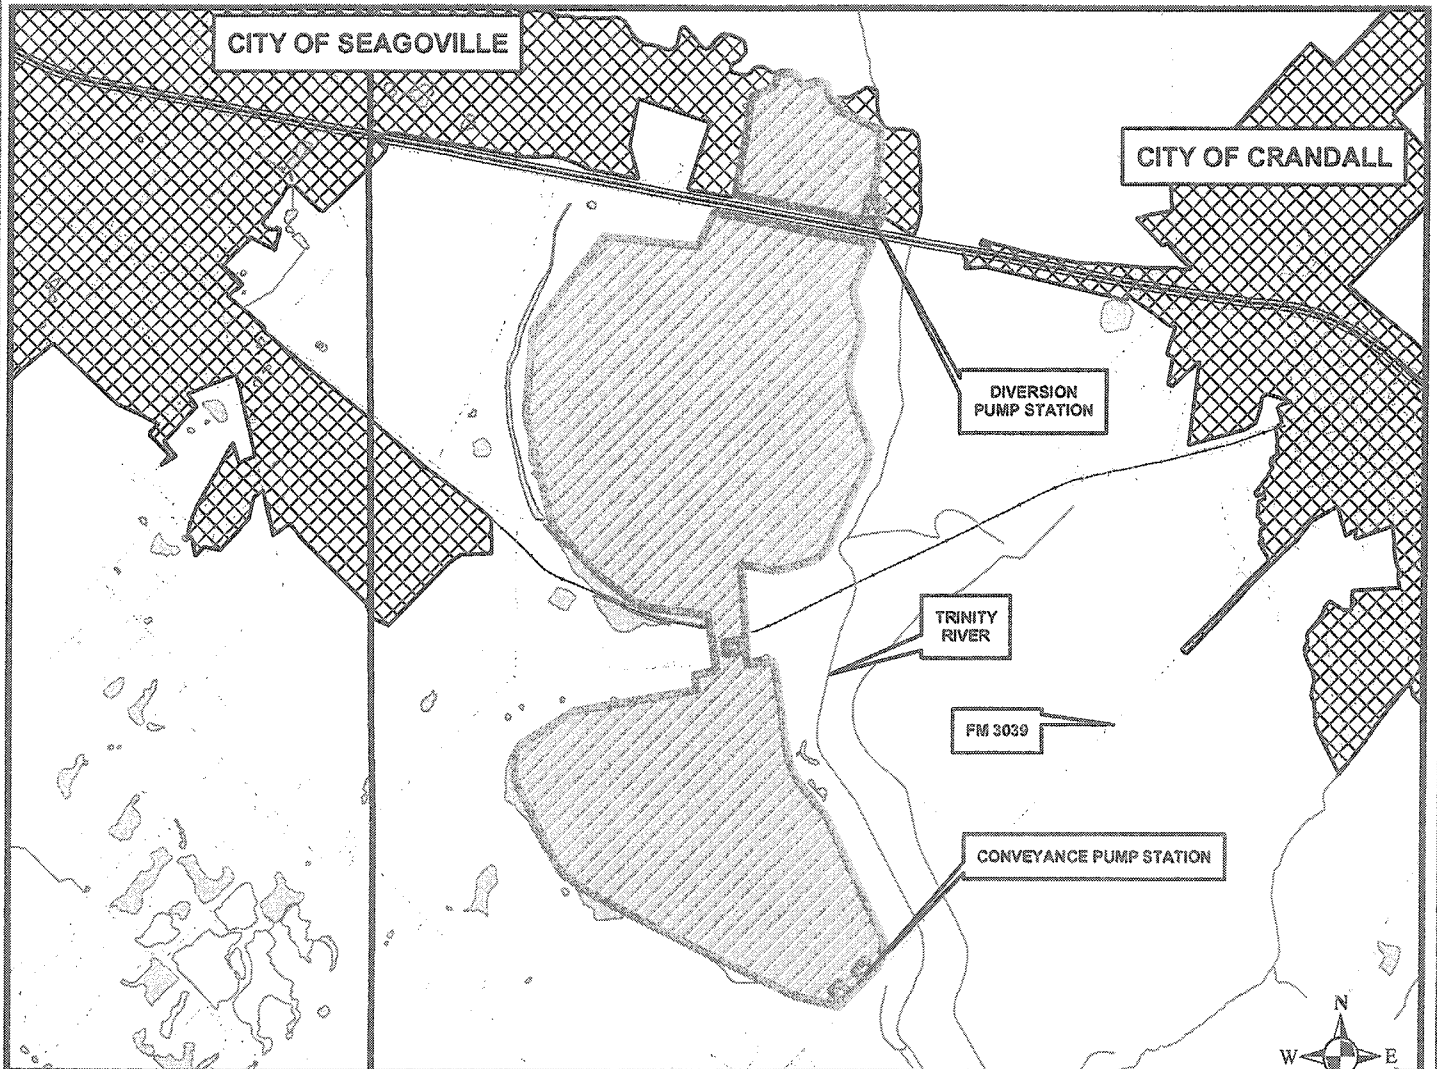 CITY OF SEAGOVILLE
CITY OF CRANDALL
DIVERSION
PUMP STATION
TRINITY
RIVER
FM 3039
CONVEYANCE PUMP STATION
N
W E